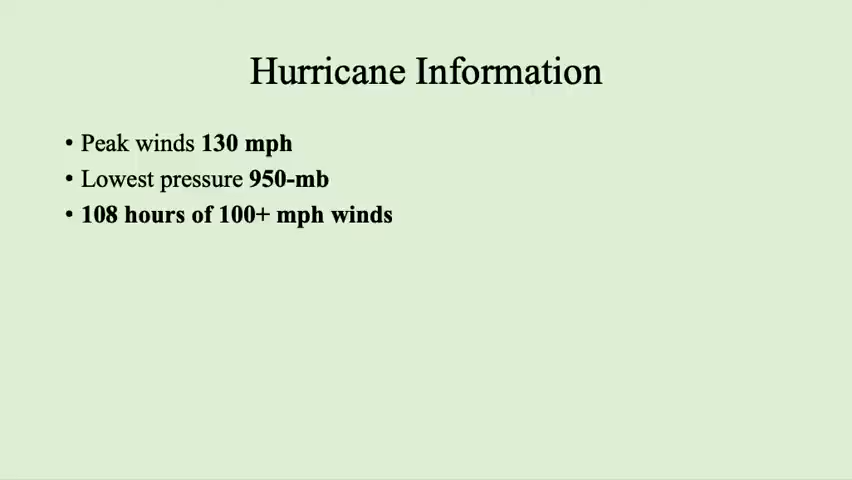 Hurricane Information
• Peak winds 130 mph
• Lowest pressure 950-mb
• 108 hours of 100+ mph winds